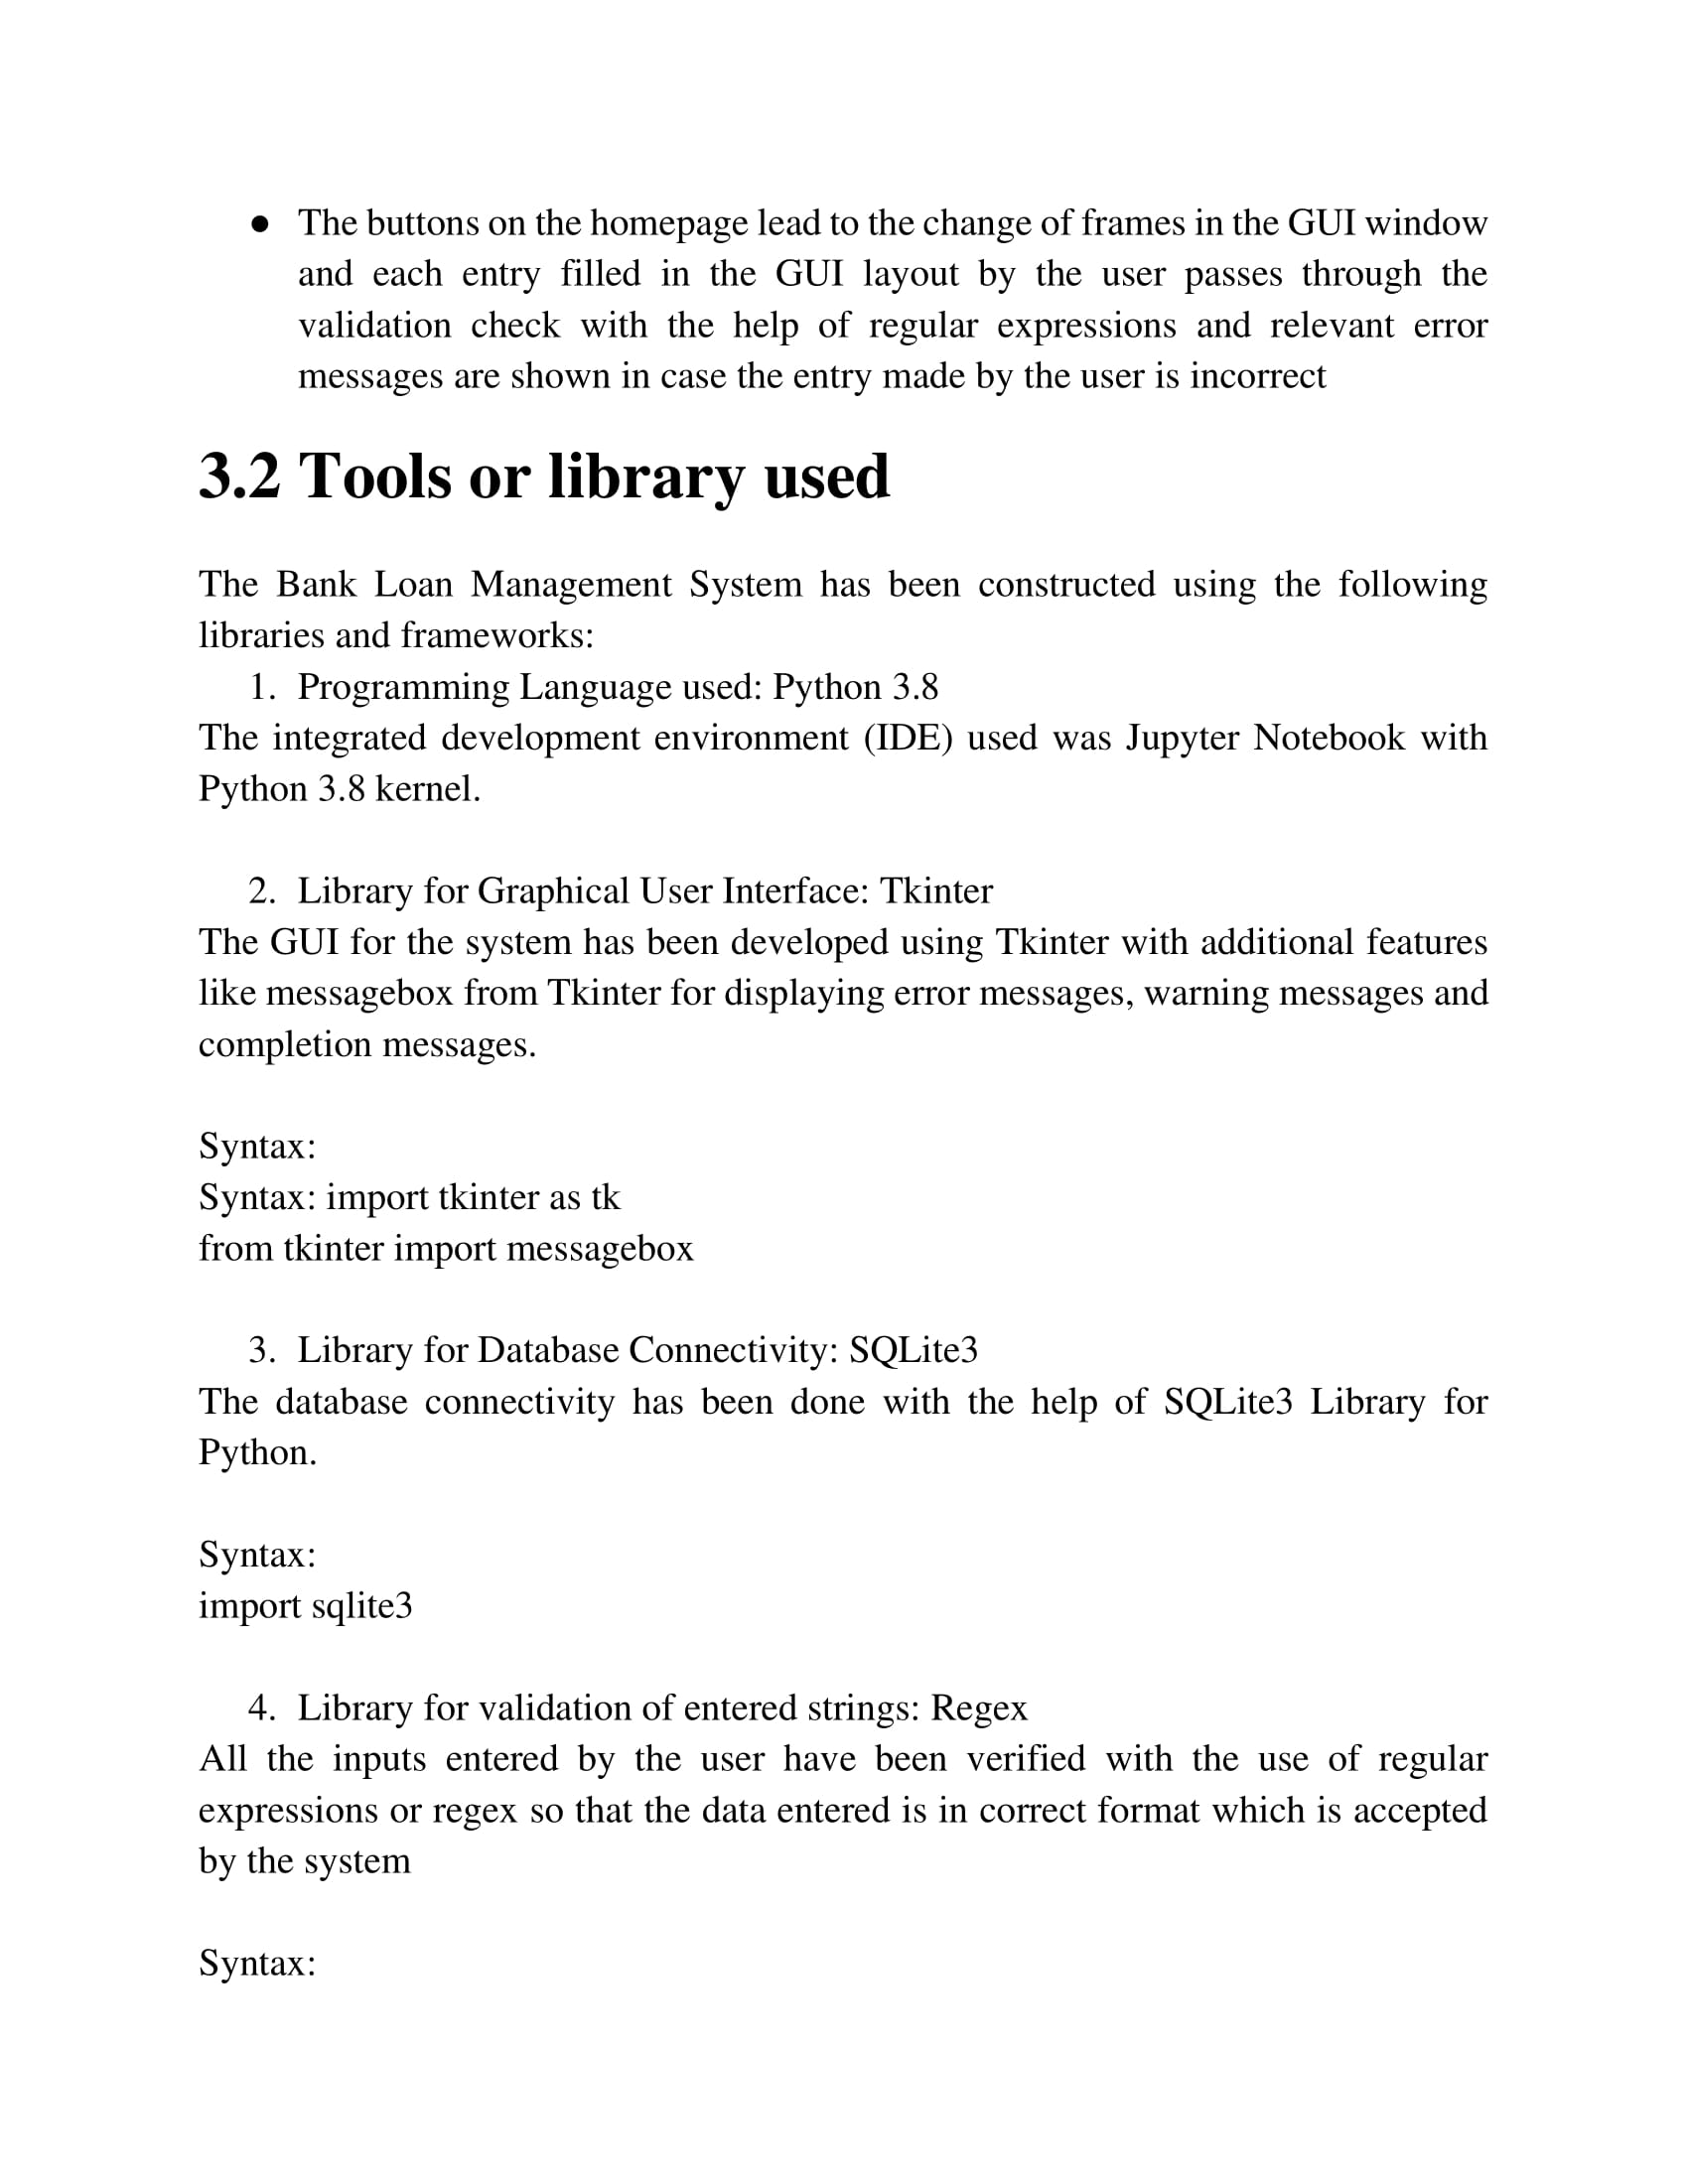 ● The buttons on the homepage lead to the change of frames in the GUI window
and each entry filled in the GUI layout by the user passes through the
validation check with the help of regular expressions and relevant error
messages are shown in case the entry made by the user is incorrect
3.2 Tools or library used
The Bank Loan Management System has been constructed using the following
libraries and frameworks:
1. Programming Language used: Python 3.8
The integrated development environment (IDE) used was Jupyter Notebook with
Python 3.8 kernel.
2. Library for Graphical User Interface: Tkinter
The GUI for the system has been developed using Tkinter with additional features
like messagebox from Tkinter for displaying error messages, warning messages and
completion messages.
Syntax:
Syntax: import tkinter as tk
from tkinter import messagebox
3. Library for Database Connectivity: SQLite3
The database connectivity has been done with the help of SQLite3 Library for
Python.
Syntax:
import sqlite3
4. Library for validation of entered strings: Regex
All the inputs entered by the user have been verified with the use of regular
expressions or regex so that the data entered is in correct format which is accepted
by the system
Syntax: